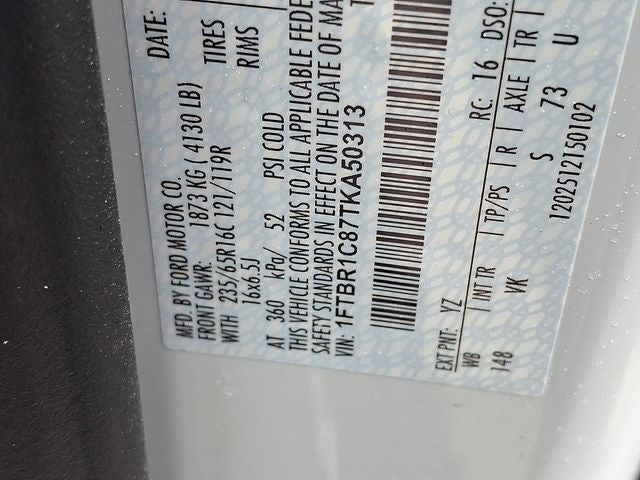 MFD. BY FORD MOTOR CO. DATE:
FRONT GAWR: 1873 KG ( 4130 LB)
WITH 235/65R16C 121/119R TIRES
16x6.5J RIMS
AT 360 kPa/ 52 PSI COLD
THIS VEHICLE CONFORMS TO ALL APPLICABLE FEDE
SAFETY STANDARDS IN EFFECT ON THE DATE OF MA
VIN: 1FTBR1C87TKA50313 T
EXT PNT: YZ RC: 16 DSO:
WB | INT TR | TP/PS | R | AXLE | TR |
148 VK S 73 U
1202512150102